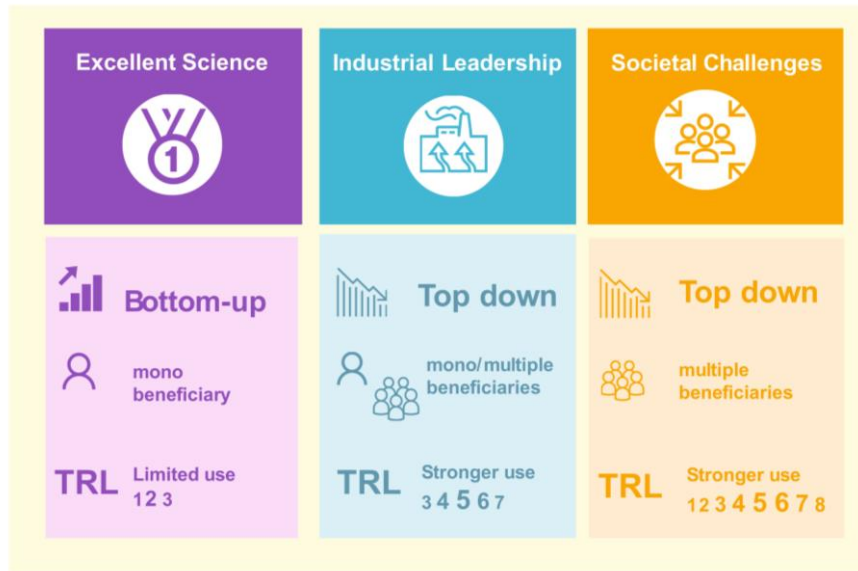 Excellent Science
1
Bottom-up
mono
beneficiary
TRL
Limited use
1 2 3
Industrial Leadership
Top down
mono/multiple
beneficiaries
TRL
Stronger use
3 4 5 6 7
Societal Challenges
Top down
multiple
beneficiaries
TRL
Stronger use
1 2 3 4 5 6 7 8